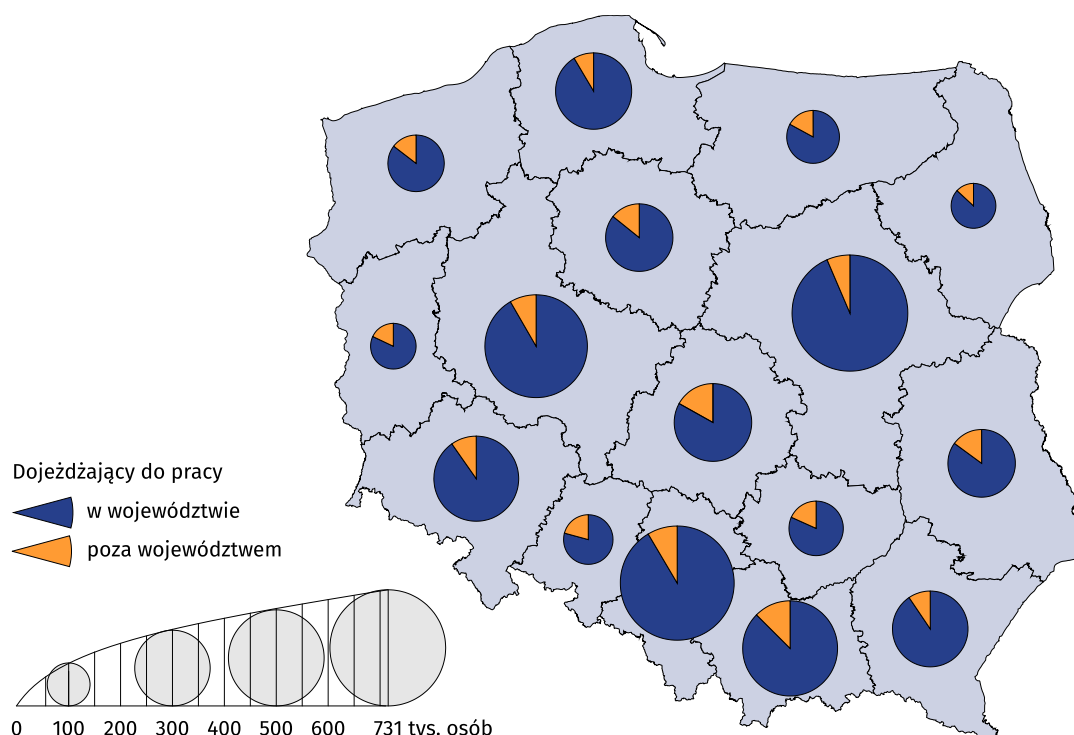 Dojeżdżający do pracy
w województwie
poza województwem
0 100 200 300 400 500 600 731 tys. osób